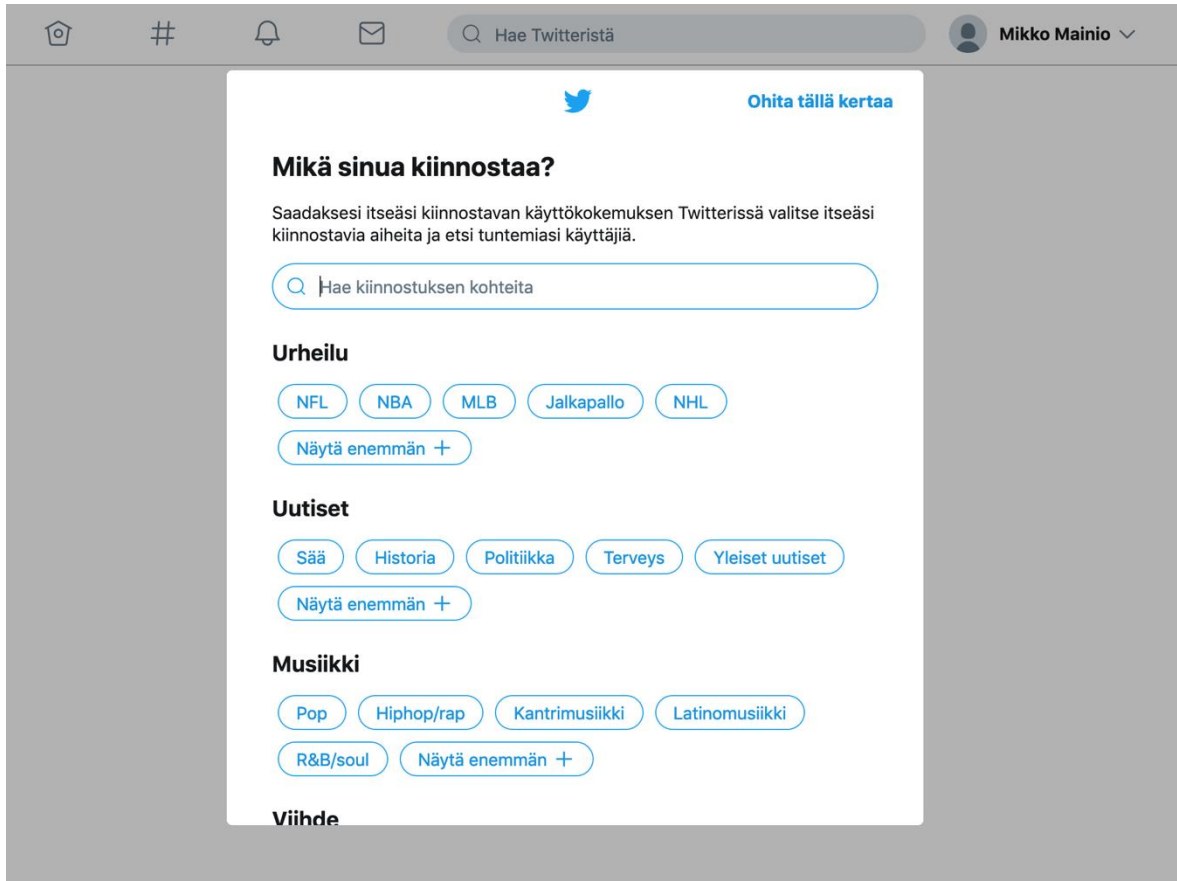 Hae Twitteristä
Mikko Mainio
Ohita tällä kertaa
Mikä sinua kiinnostaa?
Saadaksesi itseäsi kiinnostavan käyttökokemuksen Twitterissä valitse itseäsi
kiinnostavia aiheita ja etsi tuntemiasi käyttäjiä.
Hae kiinnostuksen kohteita
Urheilu
NFL NBA MLB Jalkapallo NHL
Näytä enemmän +
Uutiset
Sää Historia Politiikka Terveys Yleiset uutiset
Näytä enemmän +
Musiikki
Pop Hiphop/rap Kantrimusiikki Latinomusiikki
R&B/soul Näytä enemmän +
Viihde